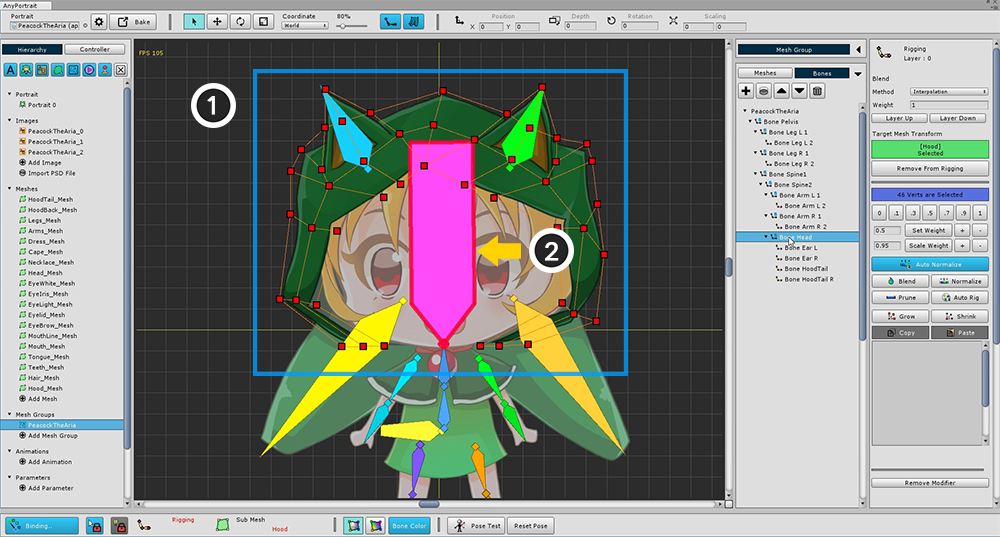 AnyPortrait
Portrait
PeacockTheAria (ap
Bake
Coordinate
World
80%
Position
X 0 Y 0
Depth
0
Rotation
0
Scaling
X 0 Y 0
Hierarchy
Controller
Portrait
Portrait 0
Images
PeacockTheAria_0
PeacockTheAria_1
PeacockTheAria_2
Add Image
Import PSD File
Meshes
HoodTail_Mesh
HoodBack_Mesh
Legs_Mesh
Arms_Mesh
Dress_Mesh
Cape_Mesh
Necklace_Mesh
Head_Mesh
EyeWhite_Mesh
EyeIris_Mesh
EyeLight_Mesh
Eyelid_Mesh
EyeBrow_Mesh
MouthLine_Mesh
Mouth_Mesh
Tongue_Mesh
Teeth_Mesh
Hair_Mesh
Hood_Mesh
Add Mesh
Mesh Groups
PeacockTheAria
Add Mesh Group
Animations
Add Animation
Parameters
Add Parameter
FPS 105
1
2
Mesh Group
Meshes
Bones
PeacockTheAria
Bone Pelvis
Bone Leg L 1
Bone Leg L 2
Bone Leg R 1
Bone Leg R 2
Bone Spine1
Bone Spine2
Bone Arm L 1
Bone Arm L 2
Bone Arm R 1
Bone Arm R 2
Bone Head
Bone Ear L
Bone Ear R
Bone HoodTail
Bone HoodTail R
Rigging
Layer : 0
Blend
Method Interpolation
Weight 1
Layer Up
Layer Down
Target Mesh Transform
[Hood]
Selected
Remove From Rigging
46 Verts are Selected
0 .1 .3 .5 .7 .9 1
0.5 Set Weight + -
0.95 Scale Weight + -
Auto Normalize
Blend
Normalize
Prune
Auto Rig
Grow
Shrink
Copy
Paste
Remove Modifier
Binding...
Rigging
Sub Mesh
Hood
Bone Color
Pose Test
Reset Pose